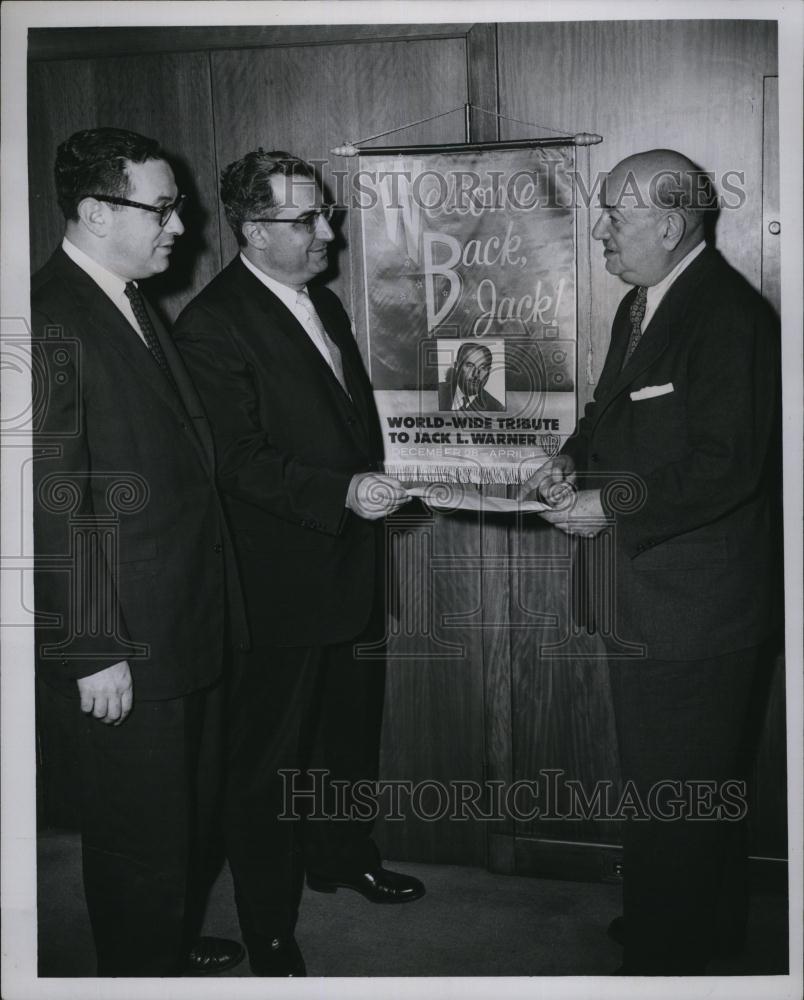 Welcome
Back,
Jack!
WORLD-WIDE TRIBUTE
TO JACK L. WARNER
DECEMBER 28 - APRIL 4
HISTORIC IMAGES
HISTORIC IMAGES